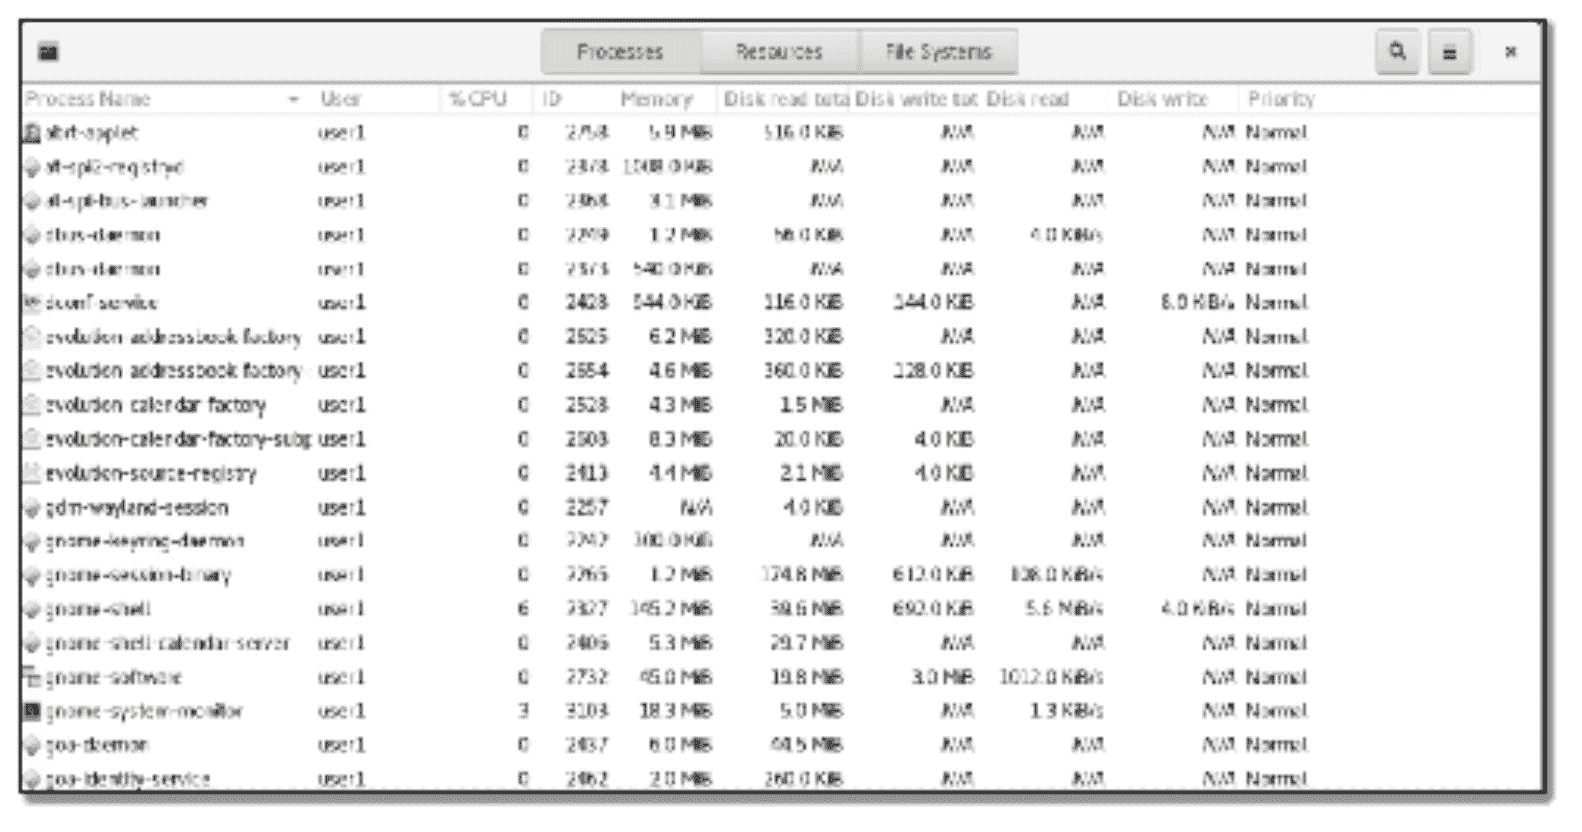 Processes Resources File Systems
Process Name User % CPU ID Memory Disk read tota Disk write tot Disk read Disk write Priority
abrt-applet user1 0 2758 5.9 MiB 516.0 KiB N/A N/A N/A Normal
at-spi2-registryd user1 0 N/A N/A N/A N/A Normal
at-spi-bus-launcher user1 0 2368 3.1 MiB N/A N/A N/A N/A Normal
dbus-daemon user1 0 2249 1.2 MiB 56.0 KiB N/A 4.0 KiB/s N/A Normal
dbus-daemon user1 0 2373 540.0 KiB N/A N/A N/A N/A Normal
dconf-service user1 0 2428 544.0 KiB 116.0 KiB 144.0 KiB N/A 8.0 KiB/s Normal
evolution-addressbook-factory user1 0 2525 6.2 MiB 320.0 KiB N/A N/A N/A Normal
evolution-addressbook-factory user1 0 2554 4.6 MiB 360.0 KiB 128.0 KiB N/A N/A Normal
evolution-calendar-factory user1 0 2528 4.3 MiB 1.5 MiB N/A N/A N/A Normal
evolution-calendar-factory-subp user1 0 8.3 MiB 20.0 KiB 4.0 KiB N/A N/A Normal
evolution-source-registry user1 0 2413 4.4 MiB 2.1 MiB 4.0 KiB N/A N/A Normal
gdm-wayland-session user1 0 2257 N/A 4.0 KiB N/A N/A N/A Normal
gnome-keyring-daemon user1 0 2242 N/A N/A N/A N/A Normal
gnome-session-binary user1 0 2265 1.2 MiB 174.8 MiB 612.0 KiB 108.0 KiB/s N/A Normal
gnome-shell user1 6 2327 145.2 MiB 692.0 KiB 5.6 MiB/s 4.0 KiB/s Normal
gnome-shell-calendar-server user1 0 2406 5.3 MiB 29.7 MiB N/A N/A N/A Normal
gnome-software user1 0 2732 45.0 MiB 19.8 MiB 3.0 MiB 1012.0 KiB/s N/A Normal
gnome-system-monitor user1 3 3103 18.3 MiB 5.0 MiB N/A 1.3 KiB/s N/A Normal
goa-daemon user1 0 2437 6.0 MiB 44.5 MiB N/A N/A N/A Normal
goa-identity-service user1 0 2462 2.0 MiB 260.0 KiB N/A N/A N/A Normal